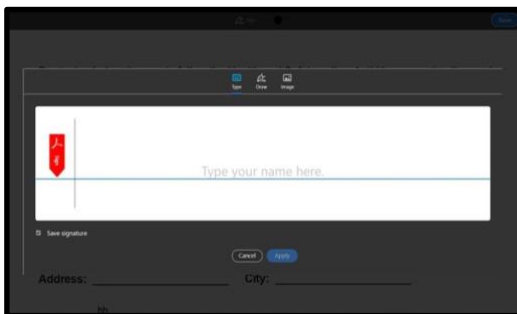 Type Draw Image
Type your name here.
Save signature
Cancel Apply
Address: City: